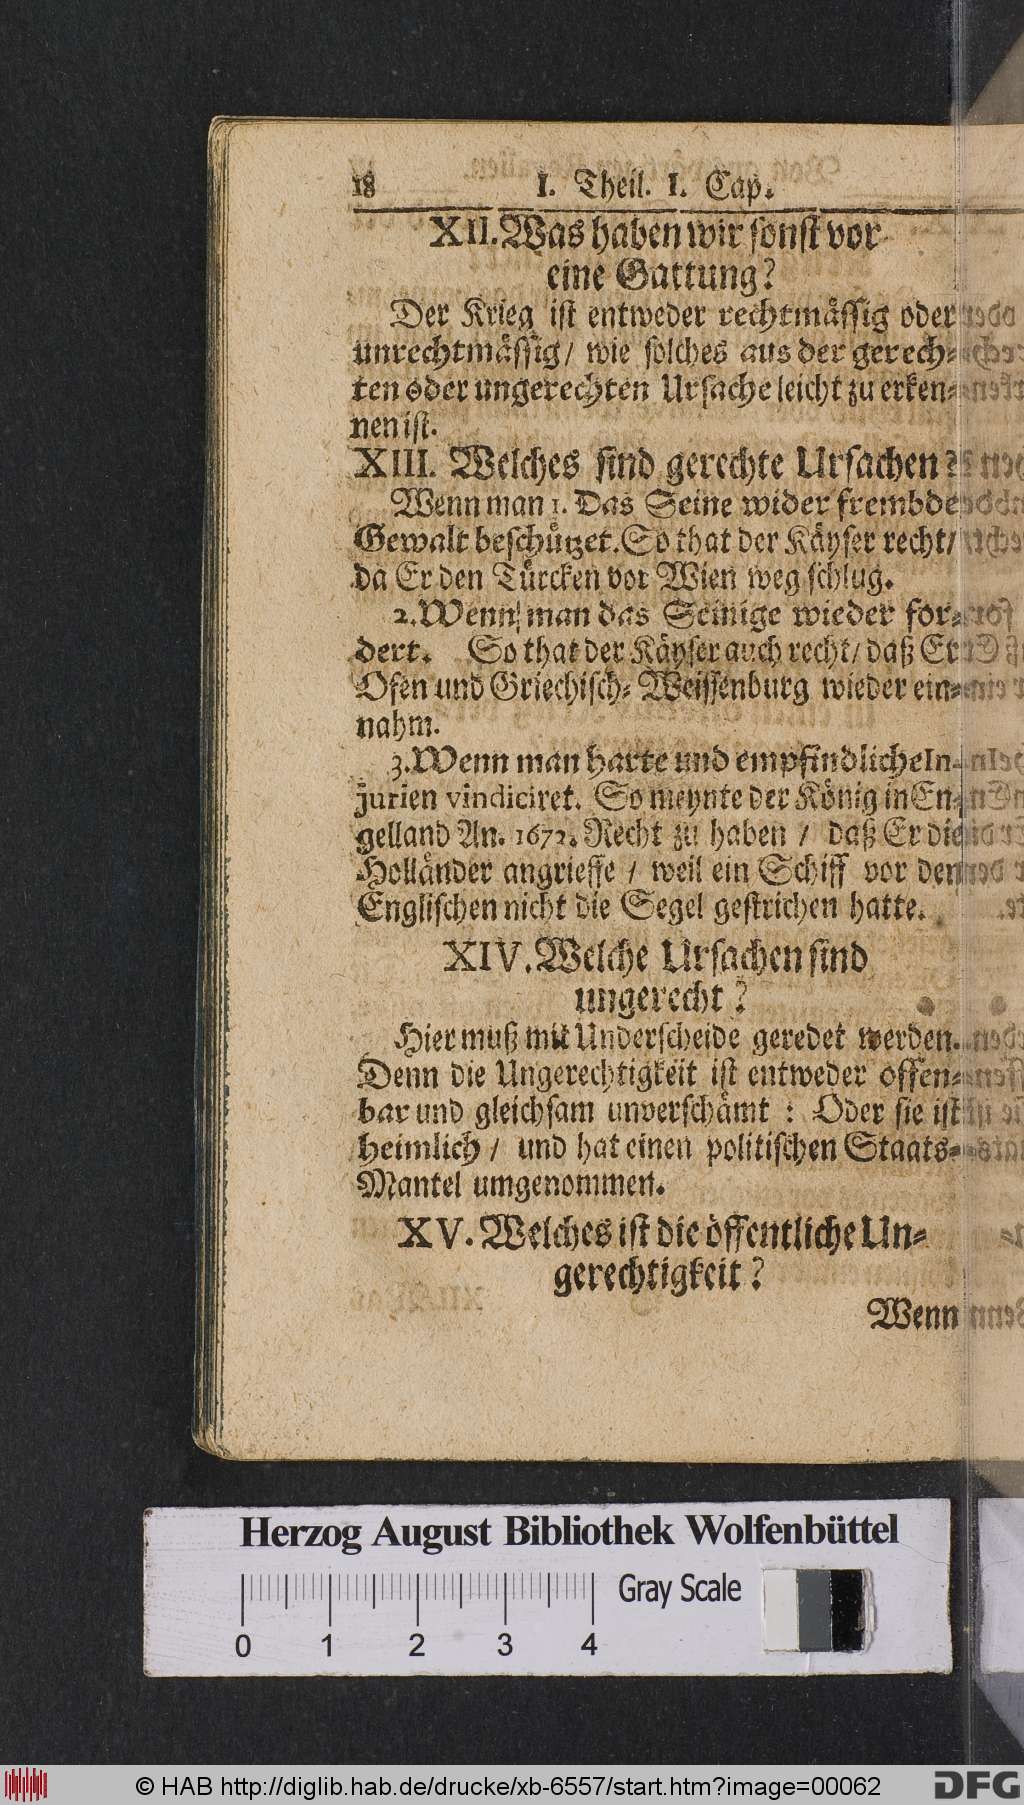 18 I. Theil. I. Cap.
XII. Was haben wir sonst vor
eine Gattung?
Der Krieg ist entweder rechtmässig oder
unrechtmässig/ wie solches aus der gerech-
ten oder ungerechten Ursache leicht zu erken-
nen ist.
XIII. Welches sind gerechte Ursachen?
Wenn man 1. Das Seine wider frembde
Gewalt beschützet. So that der Käyser recht/
da Er den Türcken vor Wien weg schlug.
2. Wenn man das Seinige wieder for-
dert. So that der Käyser auch recht/ daß Er
Ofen und Griechisch-Weissenburg wieder ein-
nahm.
3. Wenn man harte und empfindliche In-
jurien vindiciret. So meynte der König in En-
gelland An. 1672. Recht zu haben / daß Er die
Holländer angrieffe / weil ein Schiff vor den
Englischen nicht die Segel gestrichen hatte.
XIV. Welche Ursachen sind
ungerecht?
Hier muß mit Underscheide geredet werden.
Denn die Ungerechtigkeit ist entweder offen-
bar und gleichsam unverschämt: Oder sie ist
heimlich/ und hat einen politischen Staats-
Mantel umgenommen.
XV. Welches ist die öffentliche Un-
gerechtigkeit?
Wenn
Herzog August Bibliothek Wolfenbüttel
Gray Scale
0 1 2 3 4
© HAB http://diglib.hab.de/drucke/xb-6557/start.htm?image=00062
DFG